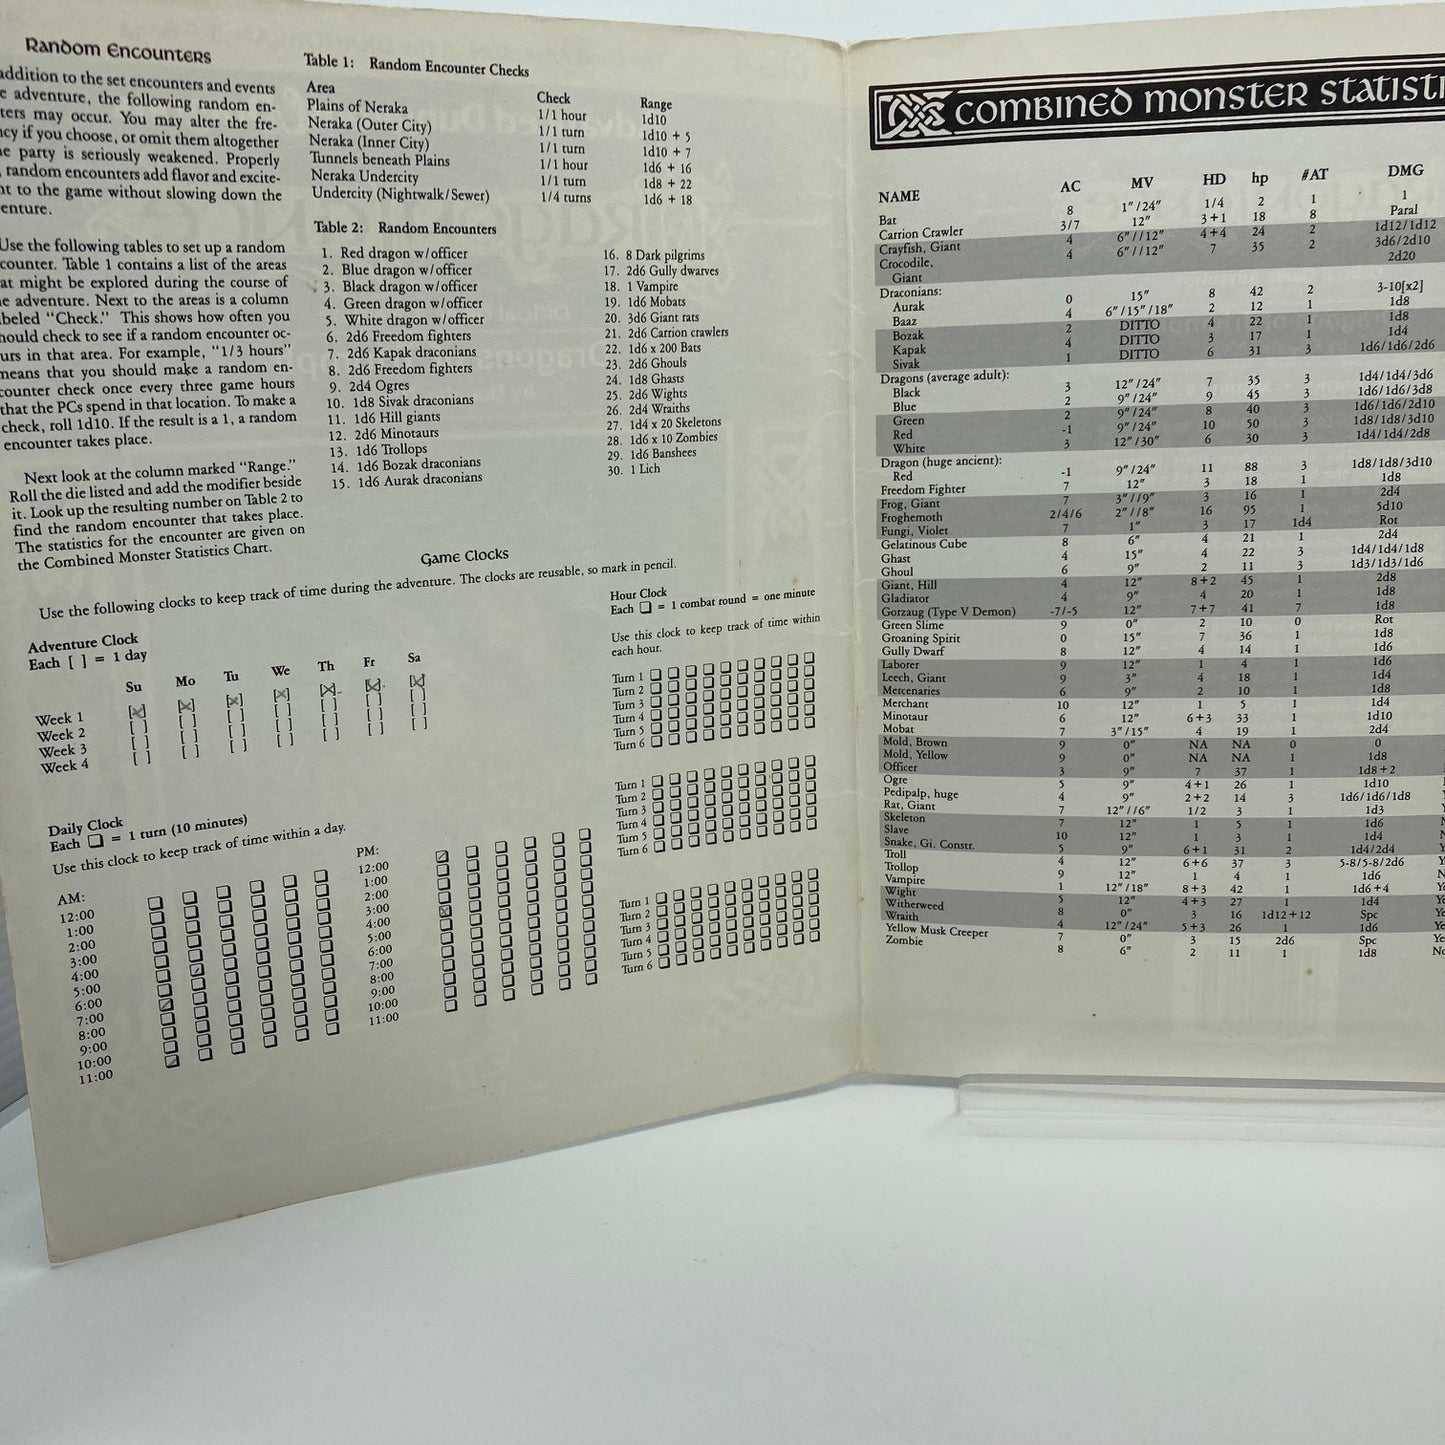 Random Encounters
addition to the set encounters and events
e adventure, the following random en-
ters may occur. You may alter the fre-
ncy if you choose, or omit them altogether
he party is seriously weakened. Properly
, random encounters add flavor and excite-
nt to the game without slowing down the
enture.
Use the following tables to set up a random
counter. Table 1 contains a list of the areas
at might be explored during the course of
e adventure. Next to the areas is a column
abeled "Check." This shows how often you
hould check to see if a random encounter oc-
urs in that area. For example, "1/3 hours"
means that you should make a random en-
counter check once every three game hours
that the PCs spend in that location. To make a
check, roll 1d10. If the result is a 1, a random
encounter takes place.
Next look at the column marked "Range."
Roll the die listed and add the modifier beside
it. Look up the resulting number on Table 2 to
find the random encounter that takes place.
The statistics for the encounter are given on
the Combined Monster Statistics Chart.
Table 1: Random Encounter Checks
Area Check Range
Plains of Neraka 1/1 hour 1d10
Neraka (Outer City) 1/1 turn 1d10 + 5
Neraka (Inner City) 1/1 turn 1d10 + 7
Tunnels beneath Plains 1/1 hour 1d6 + 16
Neraka Undercity 1/1 turn 1d8 + 22
Undercity (Nightwalk/Sewer) 1/4 turns 1d6 + 18
Table 2: Random Encounters
1. Red dragon w/officer
2. Blue dragon w/officer
3. Black dragon w/officer
4. Green dragon w/officer
5. White dragon w/officer
6. 2d6 Freedom fighters
7. 2d6 Kapak draconians
8. 2d6 Freedom fighters
9. 2d4 Ogres
10. 1d8 Sivak draconians
11. 1d6 Hill giants
12. 2d6 Minotaurs
13. 1d6 Trollops
14. 1d6 Bozak draconians
15. 1d6 Aurak draconians
16. 8 Dark pilgrims
17. 2d6 Gully dwarves
18. 1 Vampire
19. 1d6 Mobats
20. 3d6 Giant rats
21. 2d6 Carrion crawlers
22. 1d6 x 200 Bats
23. 2d6 Ghouls
24. 1d8 Ghasts
25. 2d6 Wights
26. 2d4 Wraiths
27. 1d4 x 20 Skeletons
28. 1d6 x 10 Zombies
29. 1d6 Banshees
30. 1 Lich
Game Clocks
Use the following clocks to keep track of time during the adventure. The clocks are reusable, so mark in pencil.
Adventure Clock
Each [ ] = 1 day
Su Mo Tu We Th Fr Sa
Week 1
Week 2
Week 3
Week 4
Daily Clock
Each ❏ = 1 turn (10 minutes)
Use this clock to keep track of time within a day.
AM:
12:00
1:00
2:00
3:00
4:00
5:00
6:00
7:00
8:00
9:00
10:00
11:00
PM:
12:00
1:00
2:00
3:00
4:00
5:00
6:00
7:00
8:00
9:00
10:00
11:00
Hour Clock
Each ❏ = 1 combat round = one minute
Use this clock to keep track of time within
each hour.
Turn 1
Turn 2
Turn 3
Turn 4
Turn 5
Turn 6
Turn 1
Turn 2
Turn 3
Turn 4
Turn 5
Turn 6
Turn 1
Turn 2
Turn 3
Turn 4
Turn 5
Turn 6
Combined Monster Statisti
NAME AC MV HD hp #AT DMG
Bat 8 1"/24" 1/4 2 1 1
Carrion Crawler 3/7 12" 3+1 18 8 Paral
Crayfish, Giant 4 6"//12" 4+4 24 2 1d12/1d12
Crocodile, 4 6"//12" 7 35 2 3d6/2d10
Giant 2d20
Draconians:
Aurak 0 15" 8 42 2 3-10[x2]
Baaz 4 6"/15"/18" 2 12 1 1d8
Bozak 2 DITTO 4 22 1 1d8
Kapak 4 DITTO 3 17 1 1d4
Sivak 1 DITTO 6 31 3 1d6/1d6/2d6
Dragons (average adult):
Black 3 12"/24" 7 35 3 1d4/1d4/3d6
Blue 2 9"/24" 9 45 3 1d6/1d6/3d8
Green 2 9"/24" 8 40 3 1d6/1d6/2d10
Red -1 9"/24" 10 50 3 1d8/1d8/3d10
White 3 12"/30" 6 30 3 1d4/1d4/2d8
Dragon (huge ancient):
Red -1 9"/24" 11 88 3 1d8/1d8/3d10
Freedom Fighter 7 12" 3 18 1 1d8
Frog, Giant 7 3"//9" 3 16 1 2d4
Froghemoth 2/4/6 2"//8" 16 95 1 5d10
Fungi, Violet 7 1" 3 17 1d4 Rot
Gelatinous Cube 8 6" 4 21 1 2d4
Ghast 4 15" 4 22 3 1d4/1d4/1d8
Ghoul 6 9" 2 11 3 1d3/1d3/1d6
Giant, Hill 4 12" 8+2 45 1 2d8
Gladiator 4 9" 4 20 1 1d8
Gorzaug (Type V Demon) -7/-5 12" 7+7 41 7 1d8
Green Slime 9 0" 2 10 0 Rot
Groaning Spirit 0 15" 7 36 1 1d8
Gully Dwarf 8 12" 4 14 1 1d6
Laborer 9 12" 1 4 1 1d6
Leech, Giant 9 3" 4 18 1 1d4
Mercenaries 6 9" 2 10 1 1d8
Merchant 10 12" 1 5 1 1d4
Minotaur 6 12" 6+3 33 1 1d10
Mobat 7 3"/15" 4 19 1 2d4
Mold, Brown 9 0" NA NA 0 0
Mold, Yellow 9 0" NA NA 1 1d8
Officer 3 9" 7 37 1 1d8+2
Ogre 5 9" 4+1 26 1 1d10
Pedipalp, huge 4 9" 2+2 14 3 1d6/1d6/1d8
Rat, Giant 7 12"//6" 1/2 3 1 1d3
Skeleton 7 12" 1 5 1 1d6
Slave 10 12" 1 3 1 1d4
Snake, Gi. Constr. 5 9" 6+1 31 2 1d4/2d4
Troll 4 12" 6+6 37 3 5-8/5-8/2d6
Trollop 9 12" 1 4 1 1d6
Vampire 1 12"/18" 8+3 42 1 1d6+4
Wight 5 12" 4+3 27 1 1d4
Witherweed 8 0" 3 16 1d12+12 Spc
Wraith 4 12"/24" 5+3 26 1 1d6
Yellow Musk Creeper 7 0" 3 15 2d6 Spc
Zombie 8 6" 2 11 1 1d8